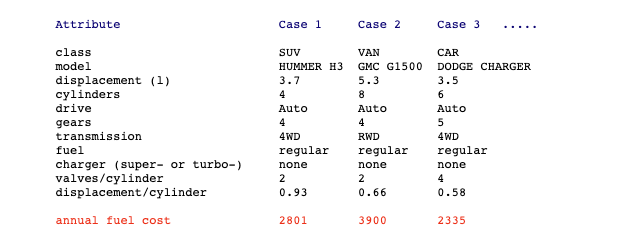 Attribute Case 1 Case 2 Case 3 .....
class SUV VAN CAR
model HUMMER H3 GMC G1500 DODGE CHARGER
displacement (l) 3.7 5.3 3.5
cylinders 4 8 6
drive Auto Auto Auto
gears 4 4 5
transmission 4WD RWD 4WD
fuel regular regular regular
charger (super- or turbo-) none none none
valves/cylinder 2 2 4
displacement/cylinder 0.93 0.66 0.58
annual fuel cost 2801 3900 2335